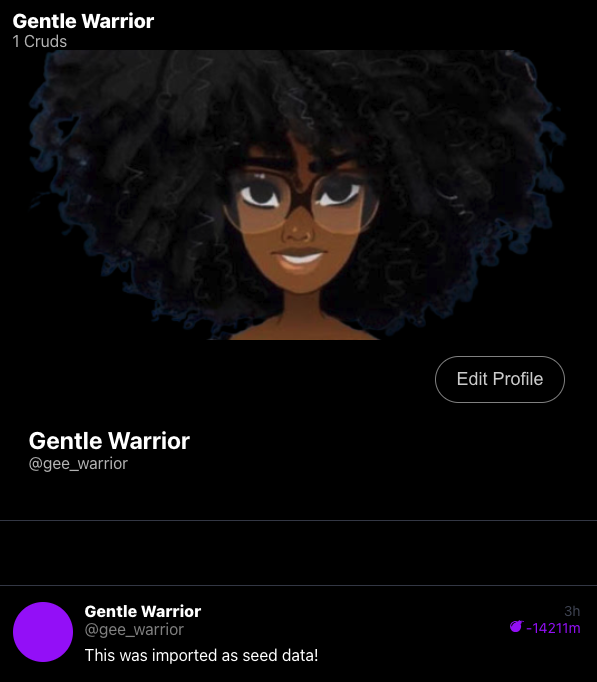 Gentle Warrior
1 Cruds
Edit Profile
Gentle Warrior
@gee_warrior
Gentle Warrior
3h
@gee_warrior
-14211m
This was imported as seed data!